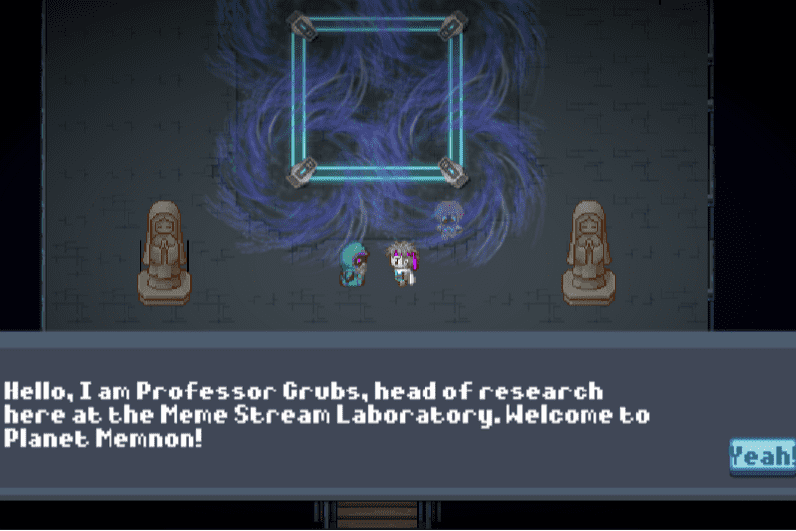 Hello, I am Professor Grubs, head of research
here at the Meme Stream Laboratory. Welcome to
Planet Memnon!
Yeah!